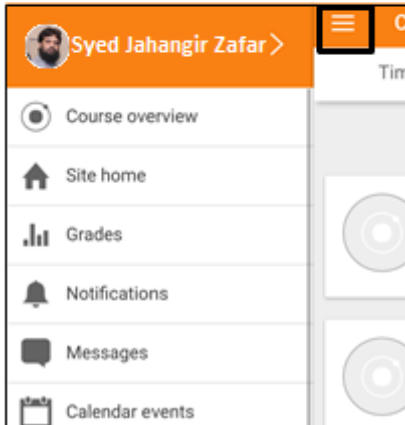 Syed Jahangir Zafar
Course overview
Site home
Grades
Notifications
Messages
Calendar events